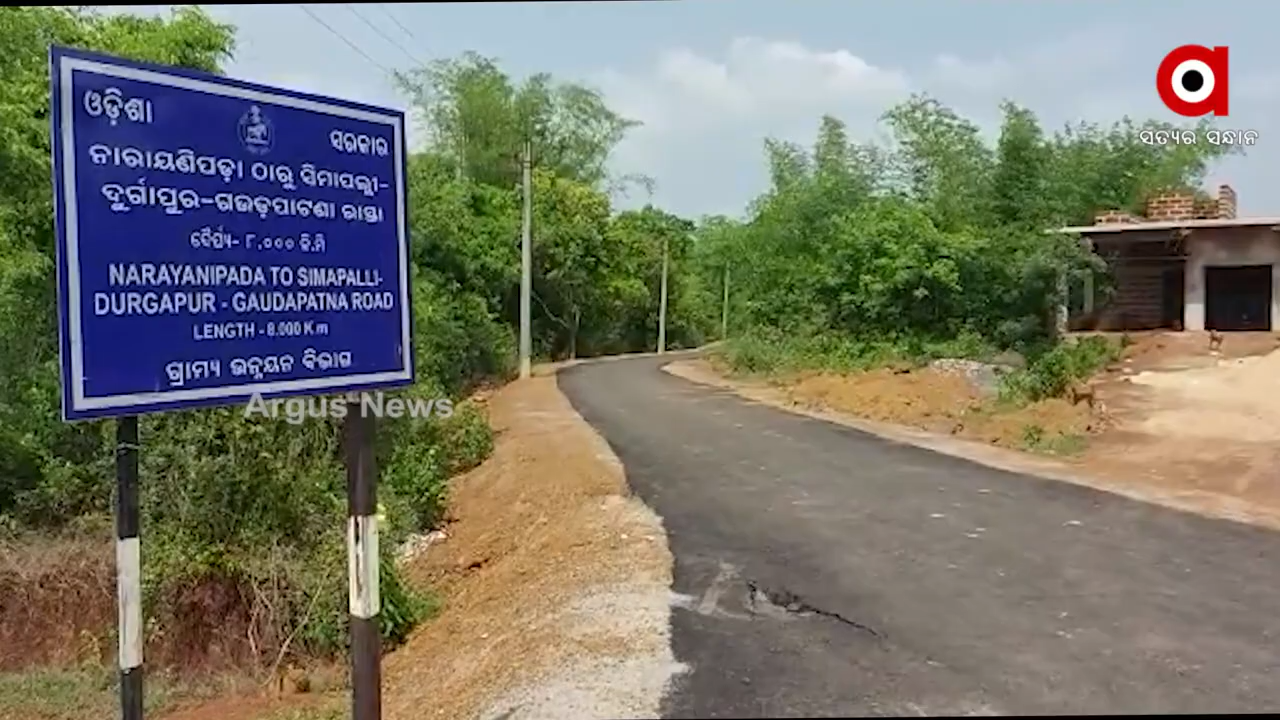 ଓଡ଼ିଶା ସରକାର
ନାରାୟଣିପଡ଼ା ଠାରୁ ସିମାପଲ୍ଲୀ-
ଦୁର୍ଗାପୁର-ଗଉଡ଼ପାଟଣା ରାସ୍ତା
ଦୈର୍ଘ୍ୟ- ୮.୦୦୦ କି.ମି
NARAYANIPADA TO SIMAPALLI-
DURGAPUR - GAUDAPATNA ROAD
LENGTH - 8.000 K.m
ଗ୍ରାମ୍ୟ ଉନ୍ନୟନ ବିଭାଗ
Argus News
ସତ୍ୟର ସନ୍ଧାନ